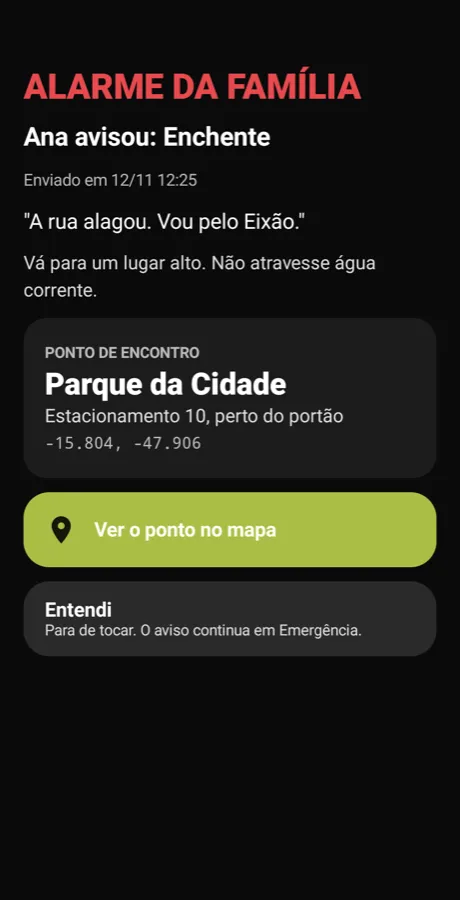 ALARME DA FAMÍLIA
Ana avisou: Enchente
Enviado em 12/11 12:25
"A rua alagou. Vou pelo Eixão."
Vá para um lugar alto. Não atravesse água
corrente.
PONTO DE ENCONTRO
Parque da Cidade
Estacionamento 10, perto do portão
-15.804, -47.906
Ver o ponto no mapa
Entendi
Para de tocar. O aviso continua em Emergência.